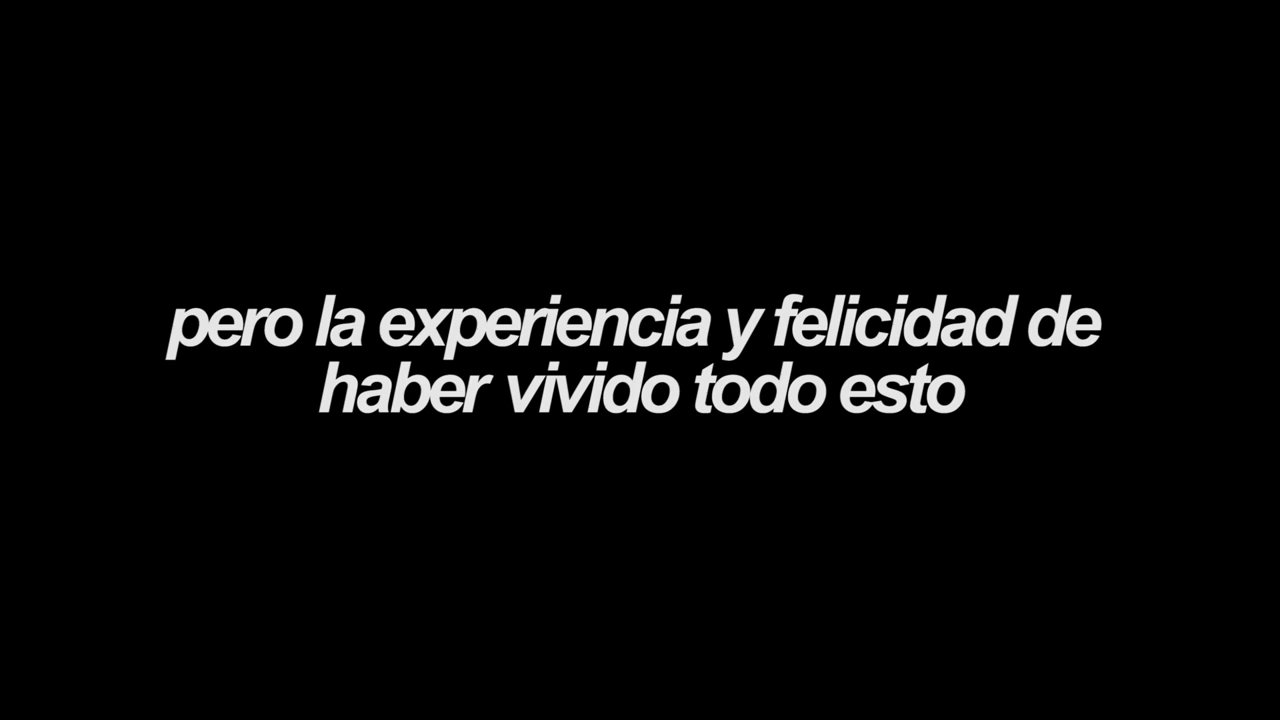 pero la experiencia y felicidad de
haber vivido todo esto